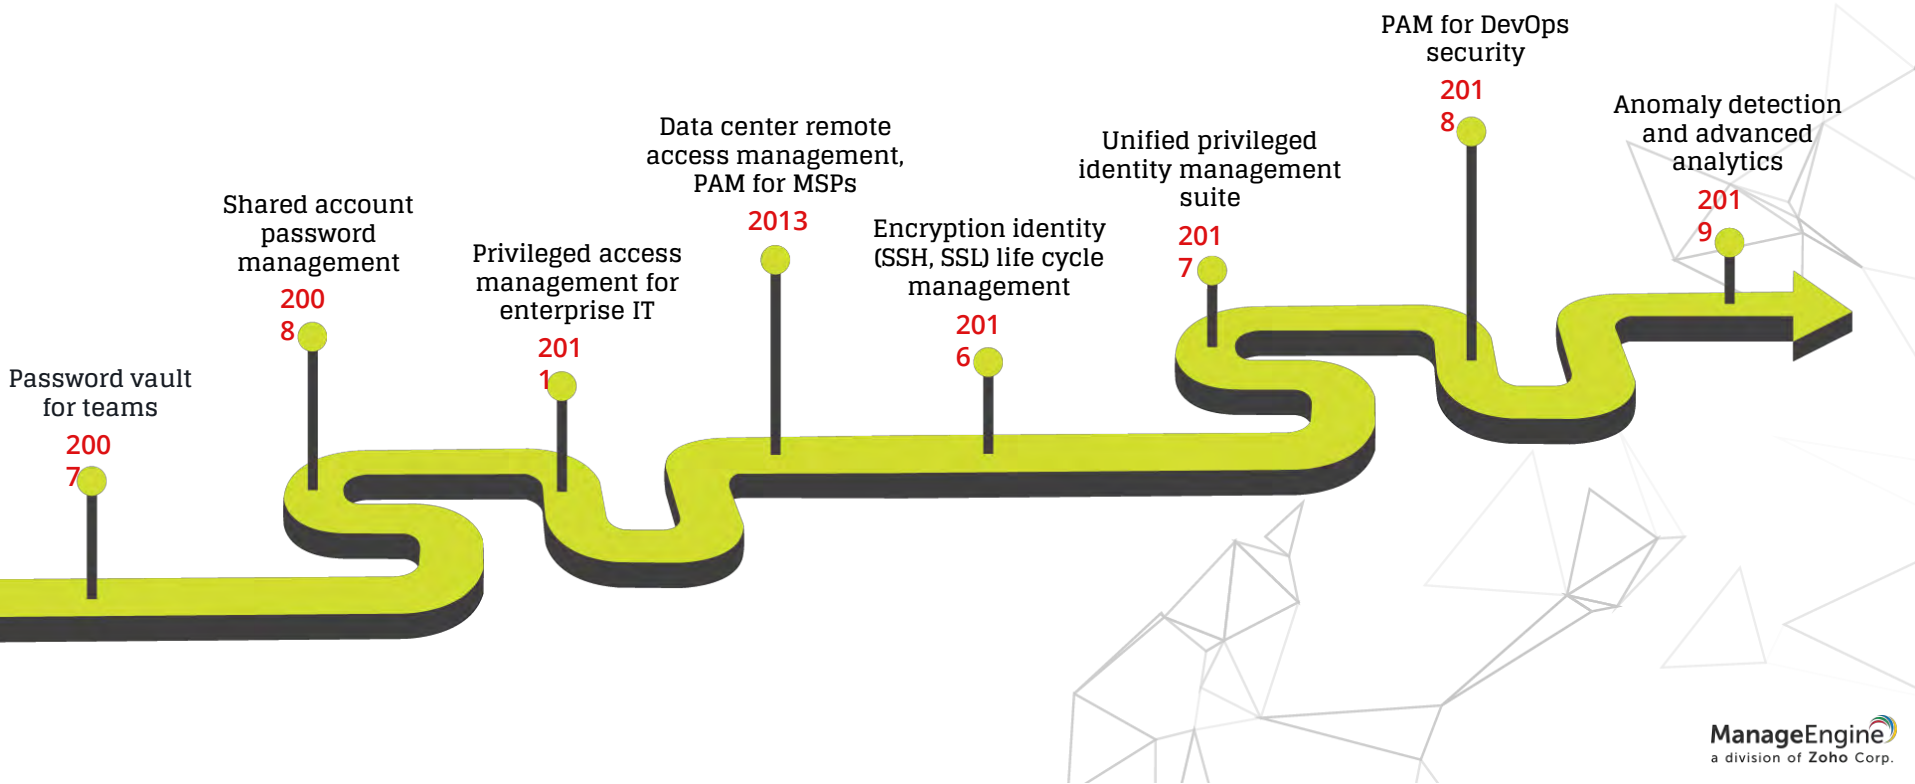 Password vault
for teams
200
7
Shared account
password
management
200
8
Privileged access
management for
enterprise IT
201
1
Data center remote
access management,
PAM for MSPs
2013
Encryption identity
(SSH, SSL) life cycle
management
201
6
Unified privileged
identity management
suite
201
7
PAM for DevOps
security
201
8
Anomaly detection
and advanced
analytics
201
9
ManageEngine
a division of Zoho Corp.